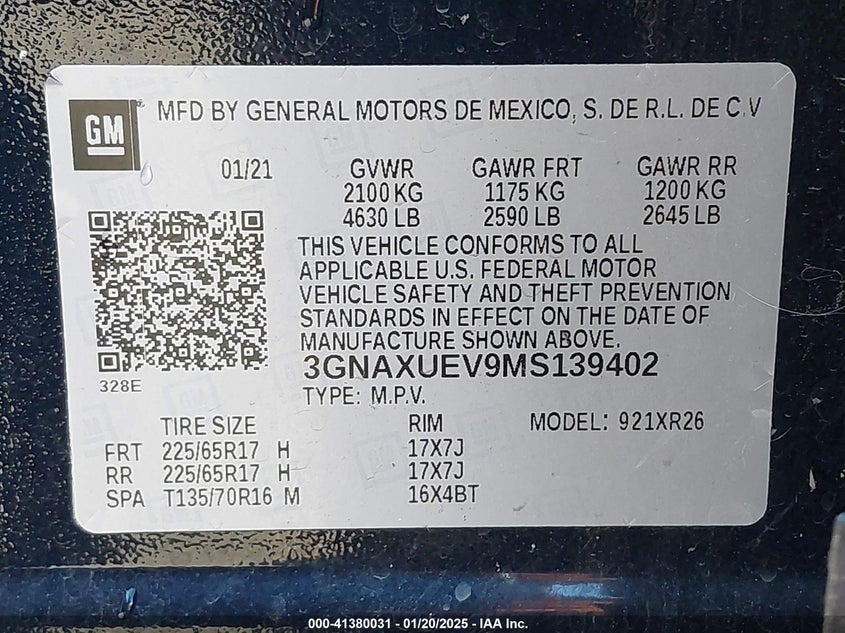 GM MFD BY GENERAL MOTORS DE MEXICO, S. DE R.L. DE C.V
01/21 GVWR GAWR FRT GAWR RR
2100 KG 1175 KG 1200 KG
4630 LB 2590 LB 2645 LB
THIS VEHICLE CONFORMS TO ALL
APPLICABLE U.S. FEDERAL MOTOR
VEHICLE SAFETY AND THEFT PREVENTION
STANDARDS IN EFFECT ON THE DATE OF
MANUFACTURE SHOWN ABOVE.
328E 3GNAXUEV9MS139402
TYPE: M.P.V.
TIRE SIZE RIM MODEL: 921XR26
FRT 225/65R17 H 17X7J
RR 225/65R17 H 17X7J
SPA T135/70R16 M 16X4BT
000-41380031 — 01/20/2025 — IAA Inc.